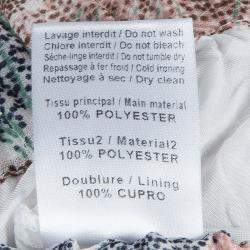 Lavage interdit / Do not wash
Chlore interdit / Do not bleach
Sèche-linge interdit / Do not tumble dry
Repassage à fer froid / Cold ironing
Nettoyage à sec / Dry clean
Tissu principal / Main material
100% POLYESTER
Tissu2 / Material2
100% POLYESTER
Doublure / Lining
100% CUPRO